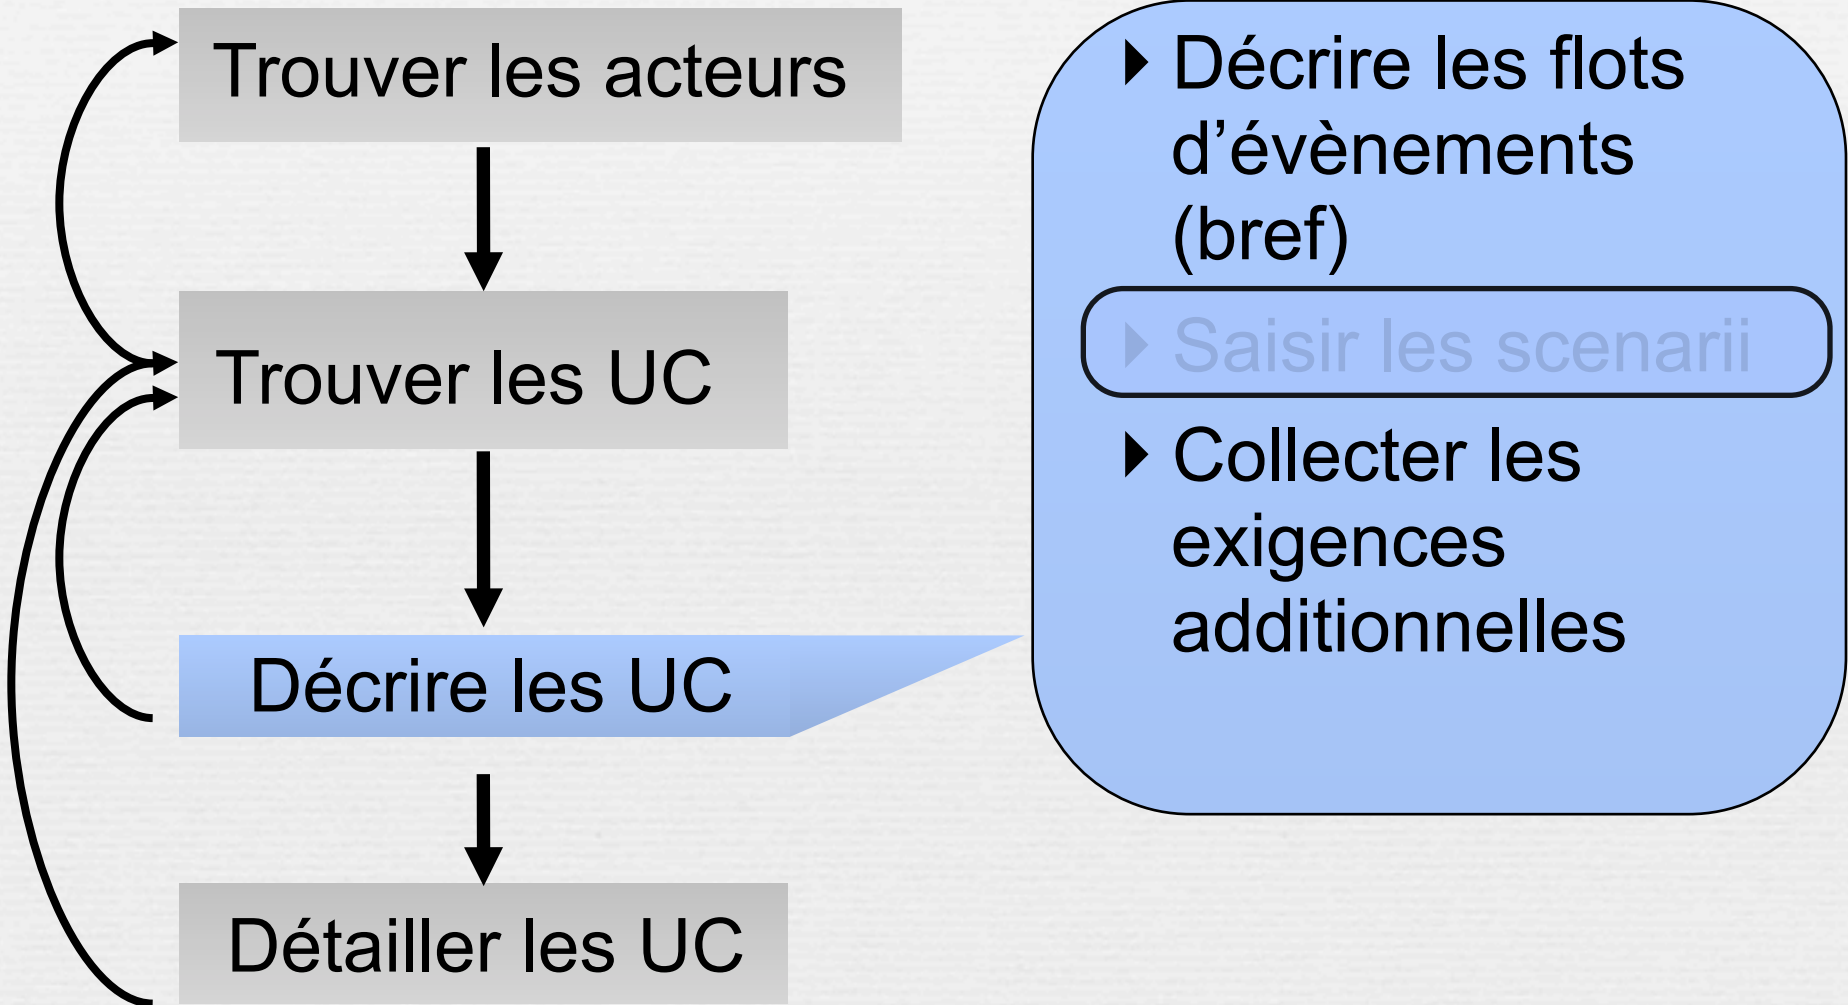 Trouver les acteurs
Trouver les UC
Décrire les UC
Détailler les UC
Décrire les flots
d’évènements
(bref)
Saisir les scenarii
Collecter les
exigences
additionnelles